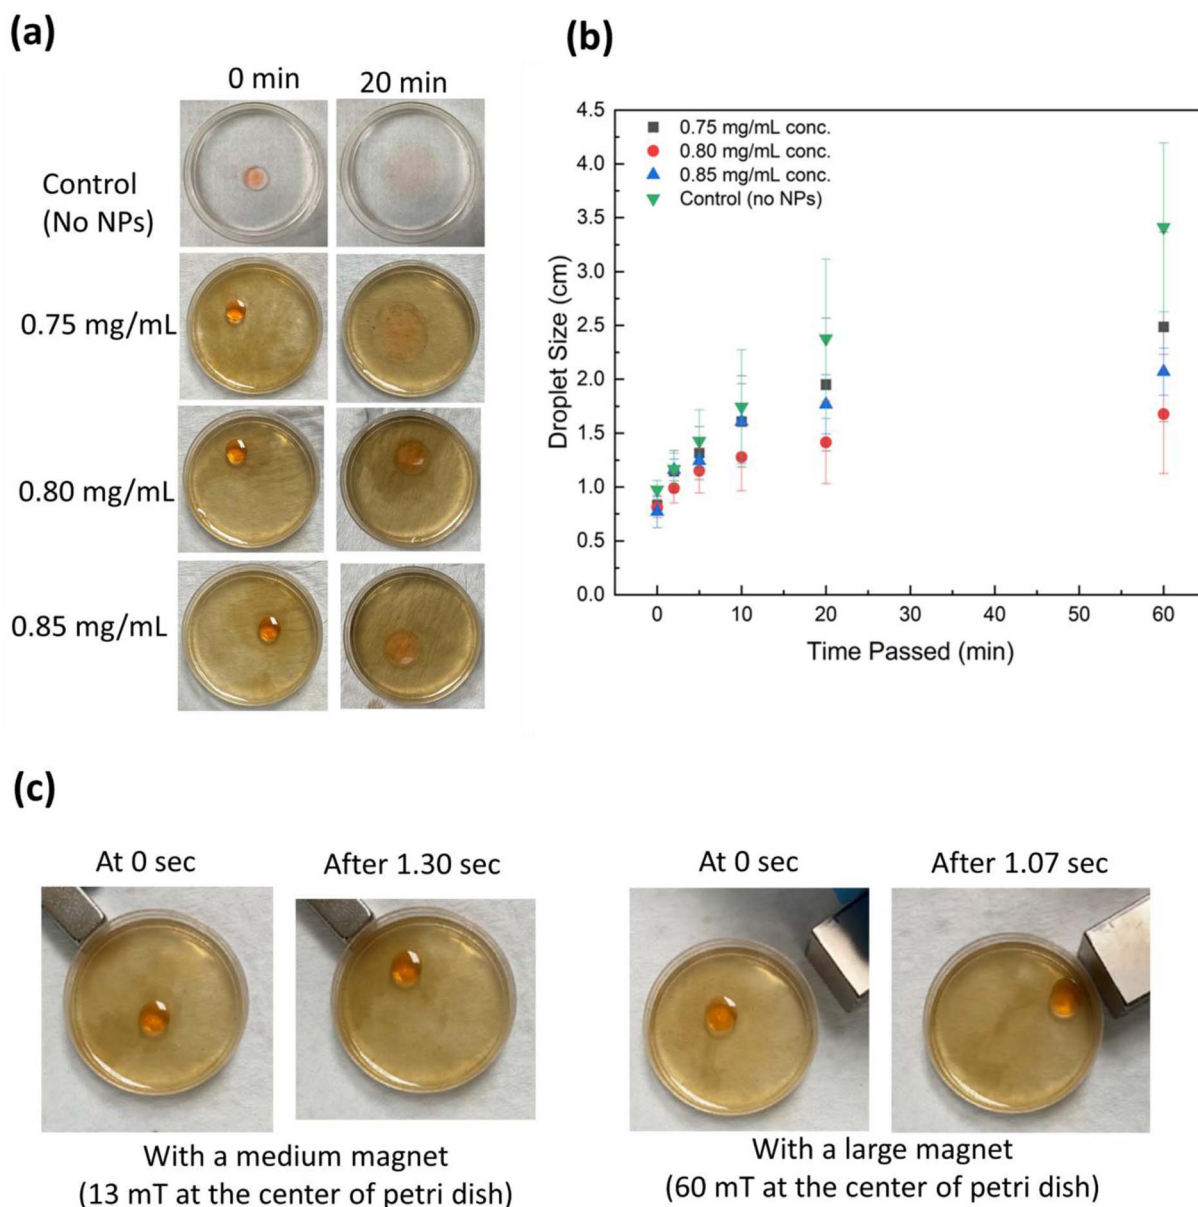 (a)
0 min
20 min
Control
(No NPs)
0.75 mg/mL
0.80 mg/mL
0.85 mg/mL
(b)
4.5
4.0
3.5
3.0
2.5
2.0
1.5
1.0
0.5
0.0
Droplet Size (cm)
0.75 mg/mL conc.
0.80 mg/mL conc.
0.85 mg/mL conc.
Control (no NPs)
0 10 20 30 40 50 60
Time Passed (min)
(c)
At 0 sec
After 1.30 sec
With a medium magnet
(13 mT at the center of petri dish)
At 0 sec
After 1.07 sec
With a large magnet
(60 mT at the center of petri dish)